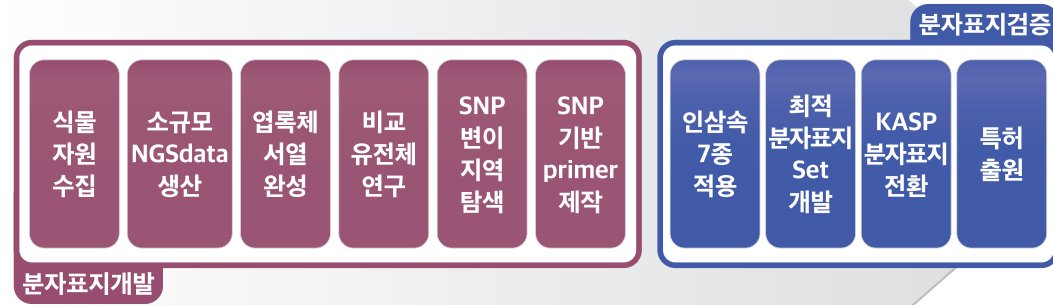 분자표지검증
식물
자원
수집
소규모
NGSdata
생산
엽록체
서열
완성
비교
유전체
연구
SNP
변이
지역
탐색
SNP
기반
primer
제작
인삼속
7종
적용
최적
분자표지
Set
개발
KASP
분자표지
전환
특허
출원
분자표지개발